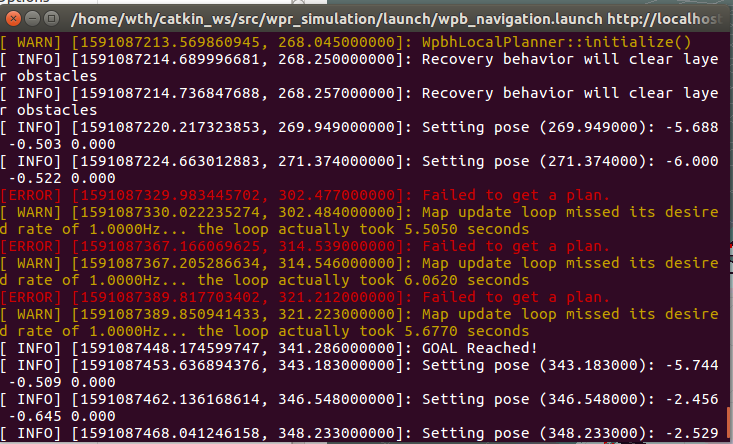 Options
/home/wth/catkin_ws/src/wpr_simulation/launch/wpb_navigation.launch http://localhost
[ WARN] [1591087213.569860945, 268.045000000]: WpbhLocalPlanner::initialize()
[ INFO] [1591087214.689996681, 268.250000000]: Recovery behavior will clear laye
r obstacles
[ INFO] [1591087214.736847688, 268.257000000]: Recovery behavior will clear laye
r obstacles
[ INFO] [1591087220.217323853, 269.949000000]: Setting pose (269.949000): -5.688
-0.503 0.000
[ INFO] [1591087224.663012883, 271.374000000]: Setting pose (271.374000): -6.000
-0.522 0.000
[ERROR] [1591087329.983445702, 302.477000000]: Failed to get a plan.
[ WARN] [1591087330.022235274, 302.484000000]: Map update loop missed its desire
d rate of 1.0000Hz... the loop actually took 5.5050 seconds
[ERROR] [1591087367.166069625, 314.539000000]: Failed to get a plan.
[ WARN] [1591087367.205286634, 314.546000000]: Map update loop missed its desire
d rate of 1.0000Hz... the loop actually took 6.0620 seconds
[ERROR] [1591087389.817703402, 321.212000000]: Failed to get a plan.
[ WARN] [1591087389.850941433, 321.223000000]: Map update loop missed its desire
d rate of 1.0000Hz... the loop actually took 5.6770 seconds
[ INFO] [1591087448.174599747, 341.286000000]: GOAL Reached!
[ INFO] [1591087453.636894376, 343.183000000]: Setting pose (343.183000): -5.744
-0.509 0.000
[ INFO] [1591087462.136168614, 346.548000000]: Setting pose (346.548000): -2.456
-0.645 0.000
[ INFO] [1591087468.041246158, 348.233000000]: Setting pose (348.233000): -2.529